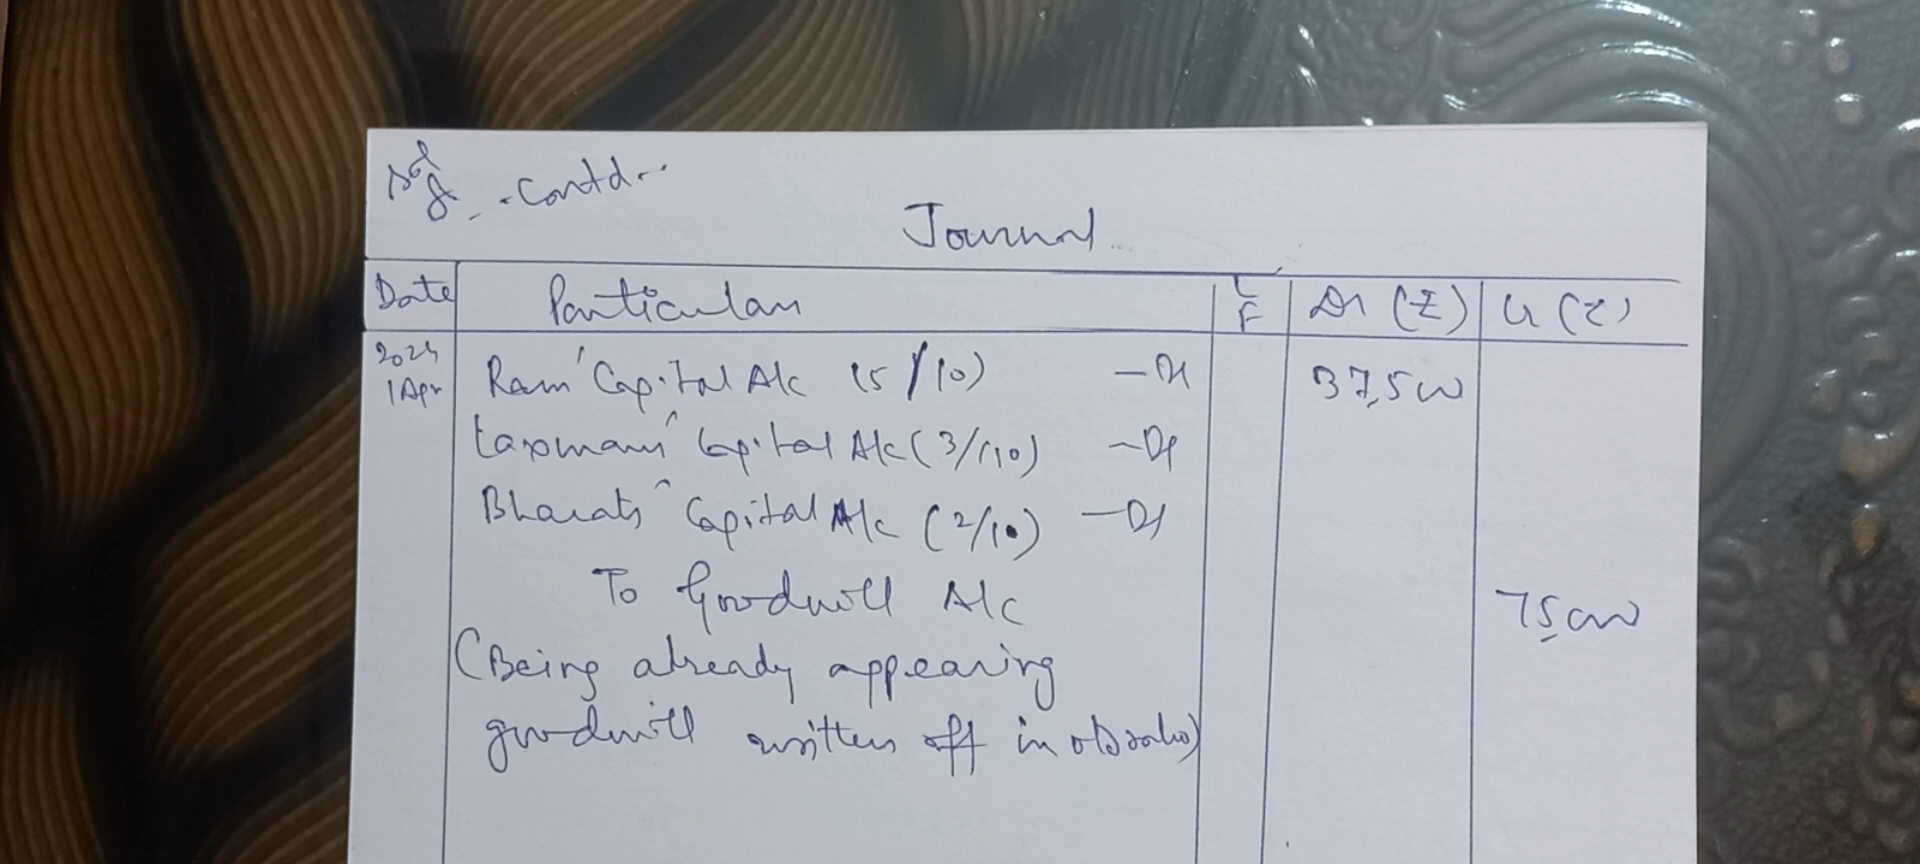 Sol. 8 -- Contd--
Journal
Date Particulars L F Dr (₹) Cr (₹)
2024 1 Apr Ram' Capital A/c (5/10) -Dr 37,500
Laxman' Capital A/c (3/10) -Dr
Bharat's Capital A/c (2/10) -Dr
To Goodwill A/c 75,000
(Being already appearing
goodwill written off in old ratio)